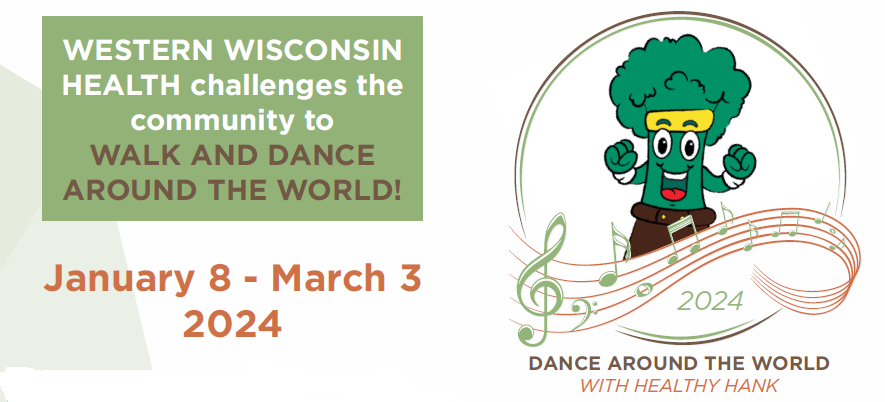 WESTERN WISCONSIN
HEALTH challenges the
community to
WALK AND DANCE
AROUND THE WORLD!
January 8 - March 3
2024
2024
DANCE AROUND THE WORLD
WITH HEALTHY HANK